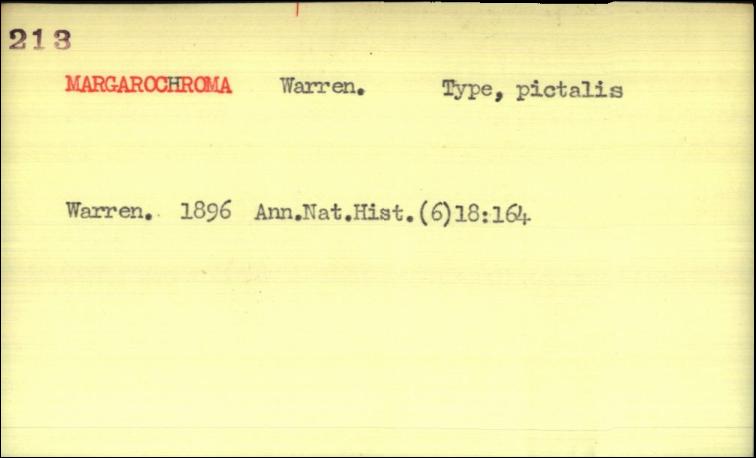 213
MARGAROCHROMA Warren. Type, pictalis
Warren. 1896 Ann.Nat.Hist.(6)18:164